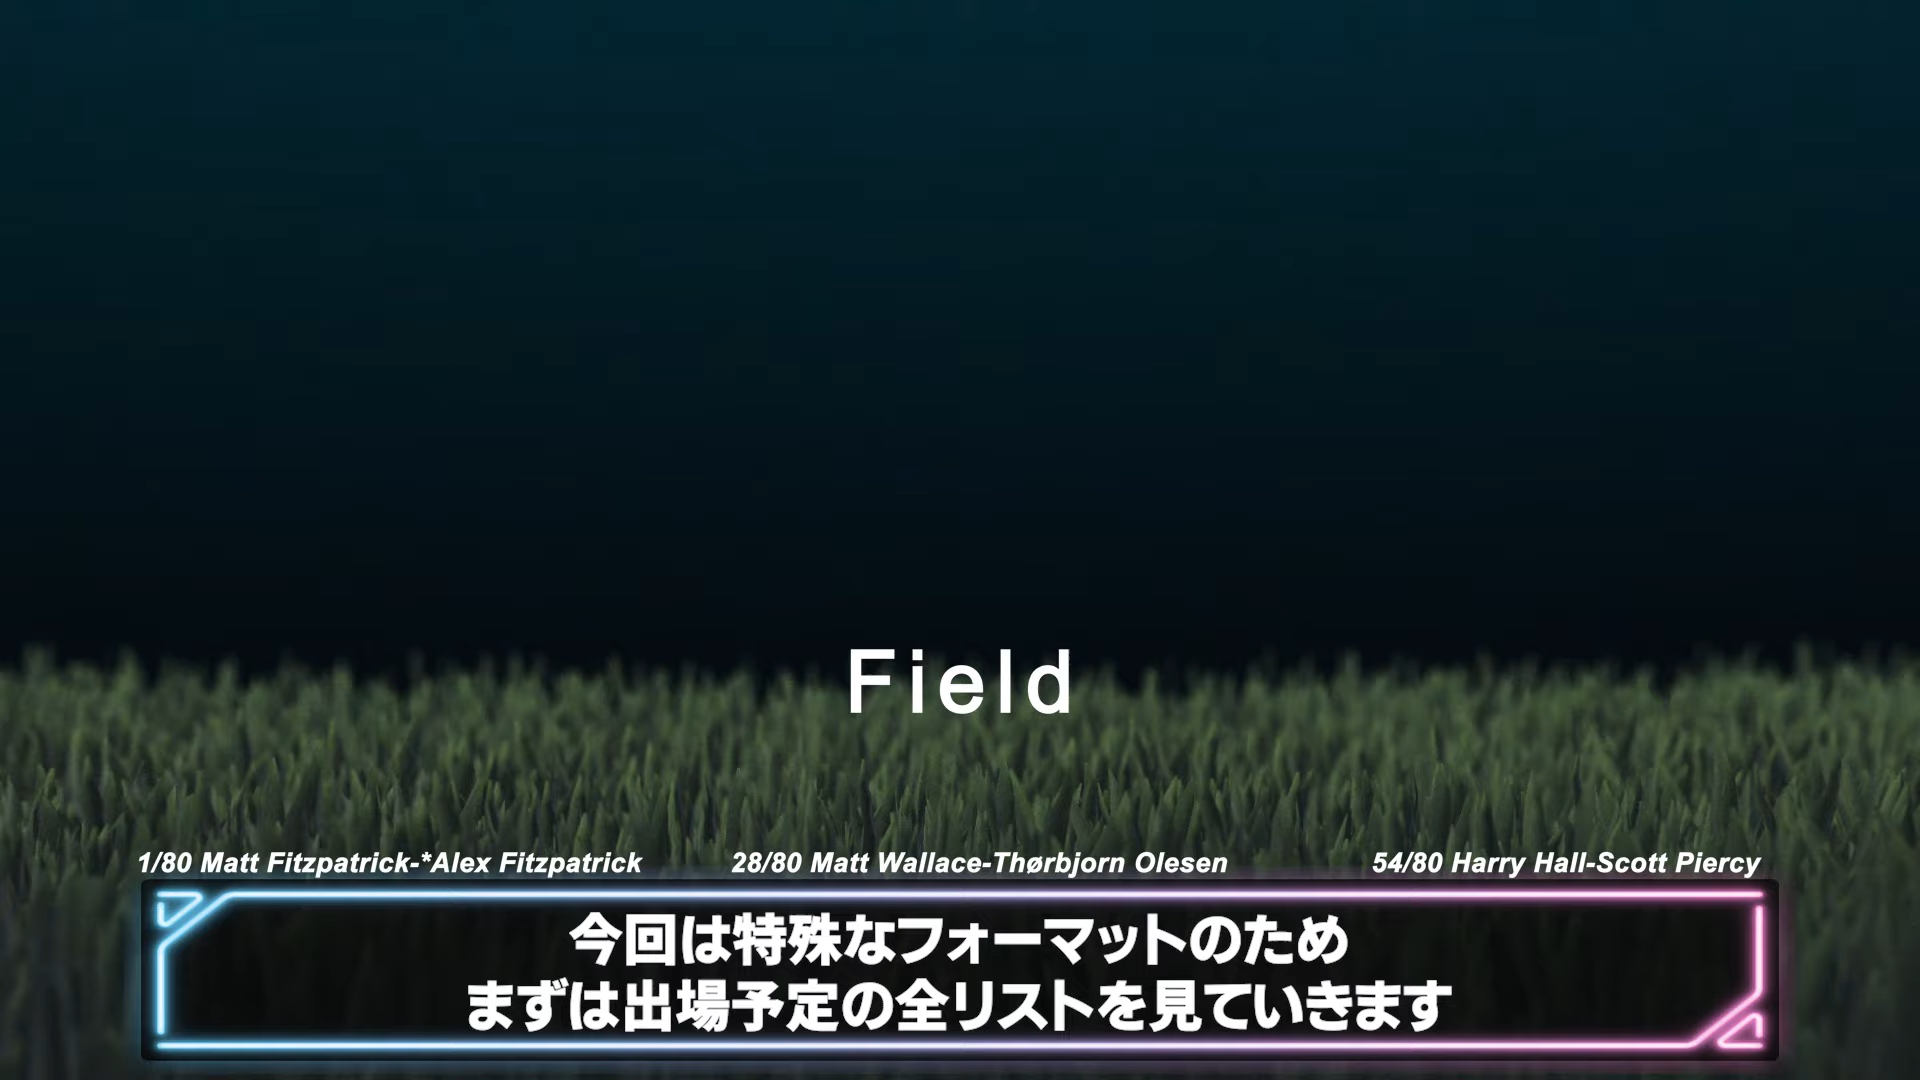 Field
1/80 Matt Fitzpatrick-*Alex Fitzpatrick
28/80 Matt Wallace-Thørbjorn Olesen
54/80 Harry Hall-Scott Piercy
今回は特殊なフォーマットのため
まずは出場予定の全リストを見ていきます